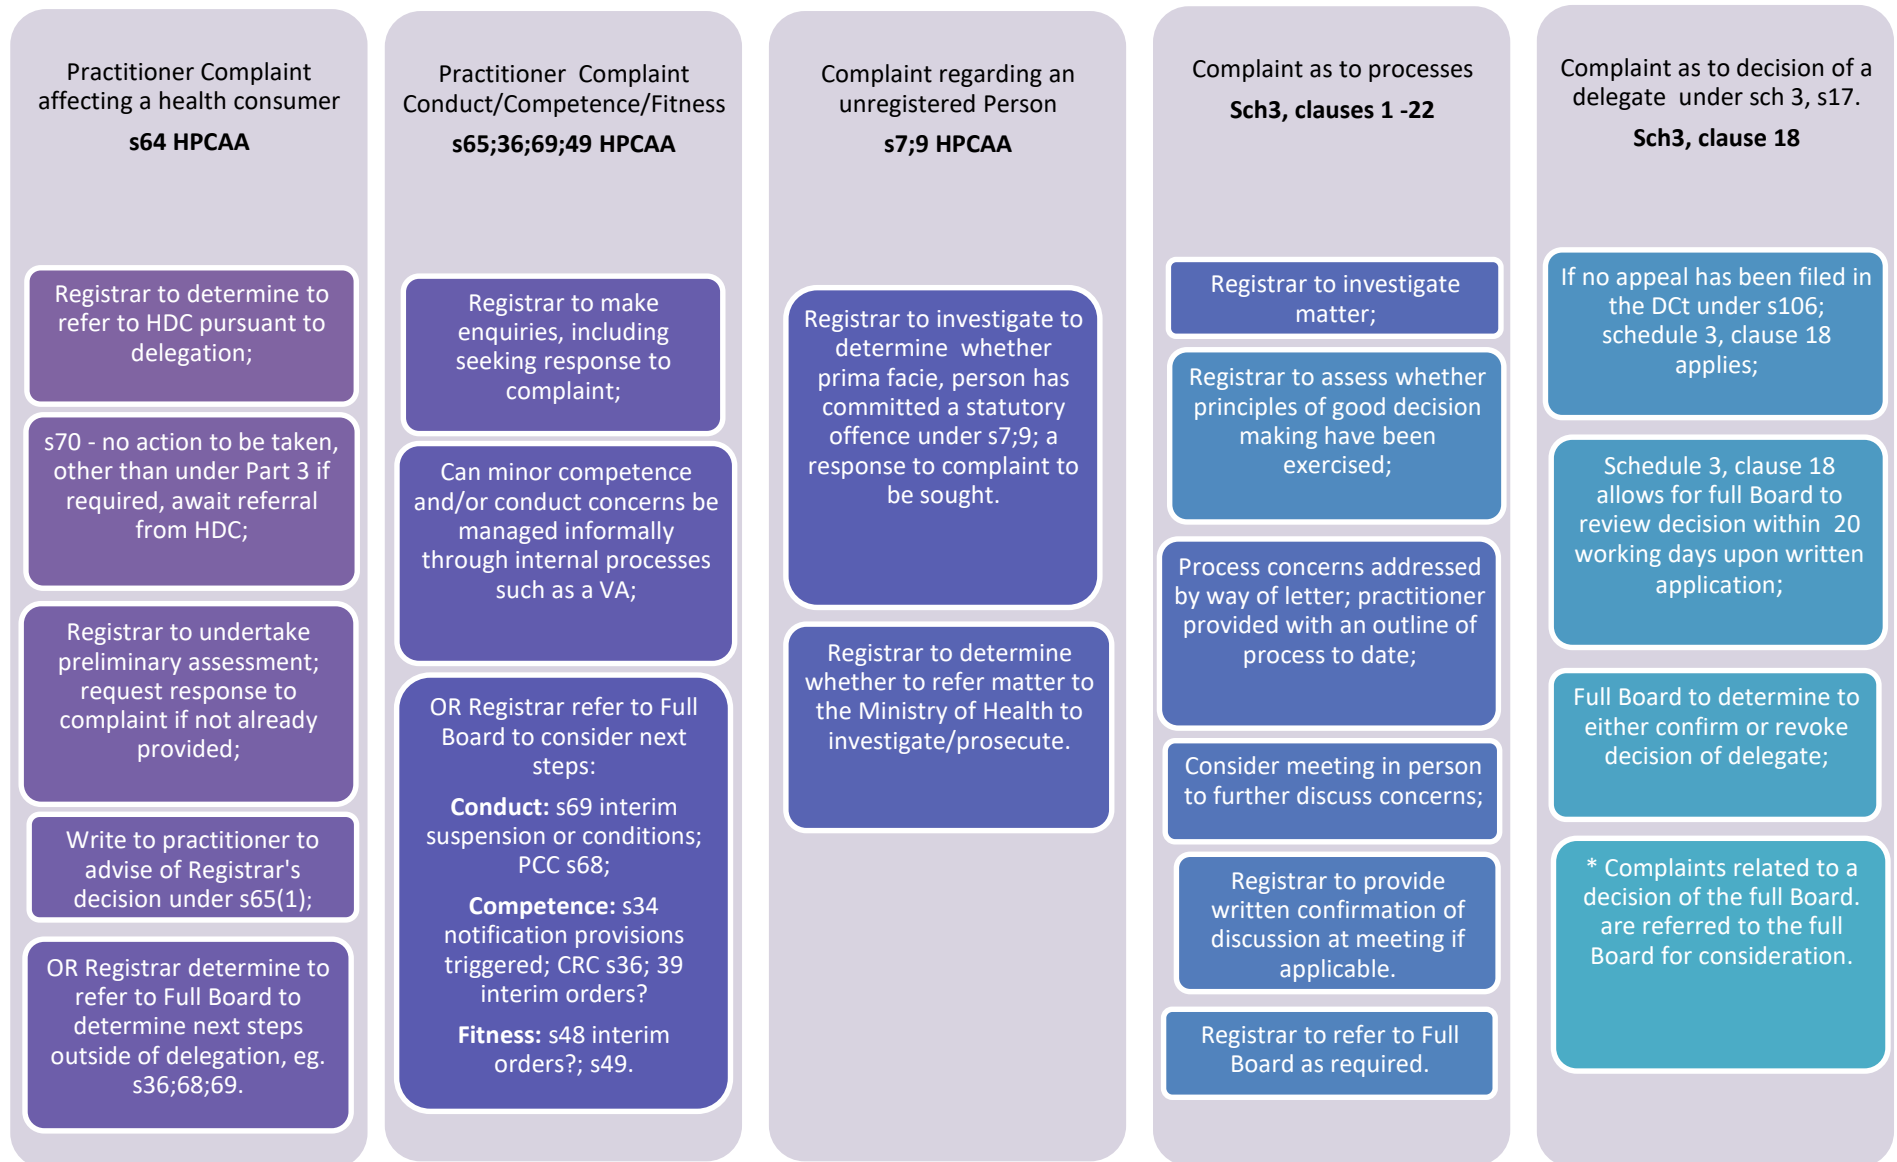 Practitioner Complaint
affecting a health consumer
s64 HPCAA
Registrar to determine to
refer to HDC pursuant to
delegation;
s70 - no action to be taken,
other than under Part 3 if
required, await referral
from HDC;
Registrar to undertake
preliminary assessment;
request response to
complaint if not already
provided;
Write to practitioner to
advise of Registrar's
decision under s65(1);
OR Registrar determine to
refer to Full Board to
determine next steps
outside of delegation, eg.
s36;68;69.
Practitioner Complaint
Conduct/Competence/Fitness
s65;36;69;49 HPCAA
Registrar to make
enquiries, including
seeking response to
complaint;
Can minor competence
and/or conduct concerns be
managed informally
through internal processes
such as a VA;
OR Registrar refer to Full
Board to consider next
steps:
Conduct: s69 interim
suspension or conditions;
PCC s68;
Competence: s34
notification provisions
triggered; CRC s36; 39
interim orders?
Fitness: s48 interim
orders?; s49.
Complaint regarding an
unregistered Person
s7;9 HPCAA
Registrar to investigate to
determine whether
prima facie, person has
committed a statutory
offence under s7;9; a
response to complaint to
be sought.
Registrar to determine
whether to refer matter to
the Ministry of Health to
investigate/prosecute.
Complaint as to processes
Sch3, clauses 1 -22
Registrar to investigate
matter;
Registrar to assess whether
principles of good decision
making have been
exercised;
Process concerns addressed
by way of letter; practitioner
provided with an outline of
process to date;
Consider meeting in person
to further discuss concerns;
Registrar to provide
written confirmation of
discussion at meeting if
applicable.
Registrar to refer to Full
Board as required.
Complaint as to decision of a
delegate under sch 3, s17.
Sch3, clause 18
If no appeal has been filed in
the DCt under s106;
schedule 3, clause 18
applies;
Schedule 3, clause 18
allows for full Board to
review decision within 20
working days upon written
application;
Full Board to determine to
either confirm or revoke
decision of delegate;
* Complaints related to a
decision of the full Board.
are referred to the full
Board for consideration.